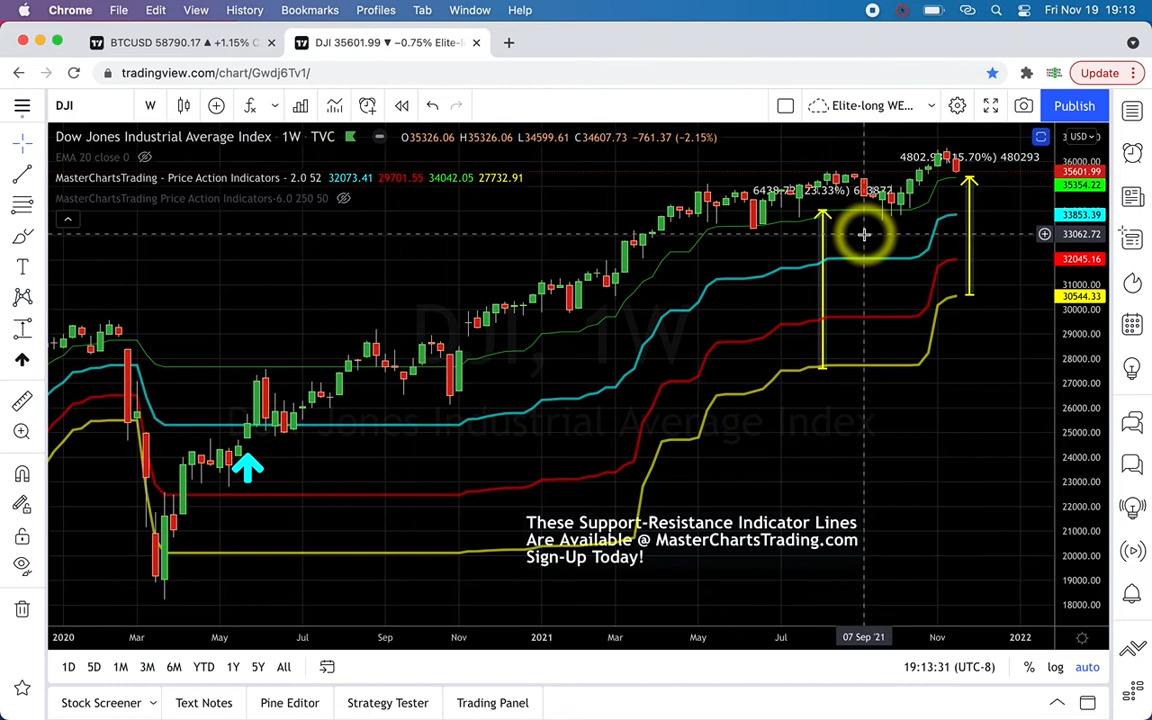 Chrome File Edit View History Bookmarks Profiles Tab Window Help Fri Nov 19 19:13
BTCUSD 58790.17 ▲ +1.15% DJI 35601.99 ▼ −0.75% Elite-
tradingview.com/chart/Gwdj6Tv1/ Update
DJI W Elite-long WE... Publish
Dow Jones Industrial Average Index · 1W · TVC O35326.06 H35326.06 L34599.61 C34607.73 −761.37 (−2.15%) USD
EMA 20 close 0
MasterChartsTrading - Price Action Indicators - 2.0 52 32073.41 29701.55 34042.05 27732.91
MasterChartsTrading Price Action Indicators-6.0 250 50
480293
36000.00
35601.99
35354.22
33853.39
33062.72
32045.16
31000.00
30544.33
30000.00
29000.00
28000.00
27000.00
26000.00
25000.00
24000.00
23000.00
22000.00
21000.00
20000.00
19000.00
18000.00
DJI, 1W
Dow Jones Industrial Average Index
These Support-Resistance Indicator Lines
Are Available @ MasterChartsTrading.com
Sign-Up Today!
2020 Mar May Jul Sep Nov 2021 Mar May Jul 07 Sep '21 Nov 2022
1D 5D 1M 3M 6M YTD 1Y 5Y All 19:13:31 (UTC-8) % log auto
Stock Screener Text Notes Pine Editor Strategy Tester Trading Panel